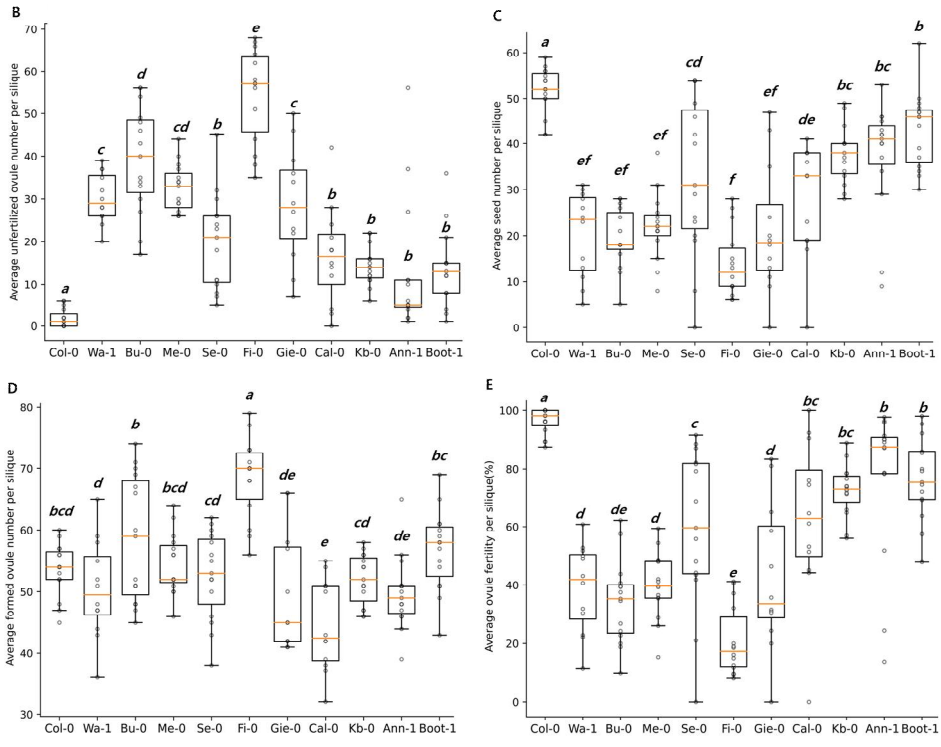 B
Average unfertilized ovule number per silique
70
60
50
40
30
20
10
0
a
c
d
cd
b
e
c
b
b
b
b
Col-0 Wa-1 Bu-0 Me-0 Se-0 Fi-0 Gie-0 Cal-0 Kb-0 Ann-1 Boot-1
C
Average seed number per silique
60
50
40
30
20
10
0
a
ef
ef
ef
cd
f
ef
de
bc
bc
b
Col-0 Wa-1 Bu-0 Me-0 Se-0 Fi-0 Gie-0 Cal-0 Kb-0 Ann-1 Boot-1
D
Average formed ovule number per silique
80
70
60
50
40
30
bcd
d
b
bcd
cd
a
de
e
cd
de
bc
Col-0 Wa-1 Bu-0 Me-0 Se-0 Fi-0 Gie-0 Cal-0 Kb-0 Ann-1 Boot-1
E
Average ovule fertility per silique(%)
100
80
60
40
20
0
a
d
de
d
c
e
d
bc
bc
b
b
Col-0 Wa-1 Bu-0 Me-0 Se-0 Fi-0 Gie-0 Cal-0 Kb-0 Ann-1 Boot-1